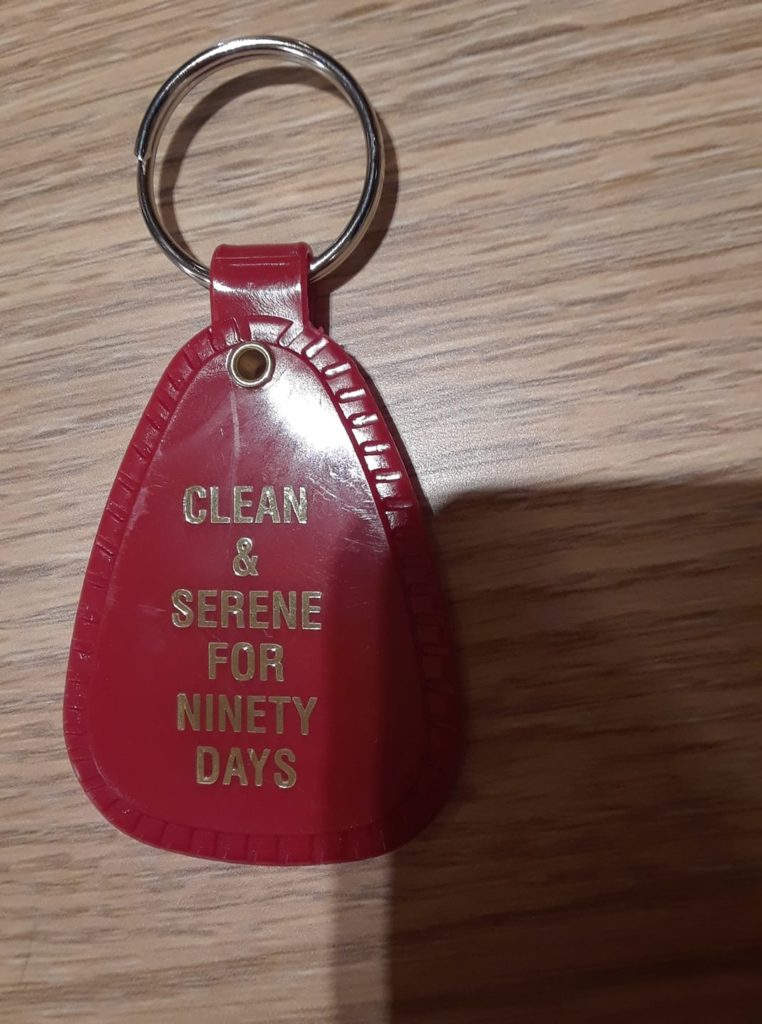 CLEAN
&
SERENE
FOR
NINETY
DAYS